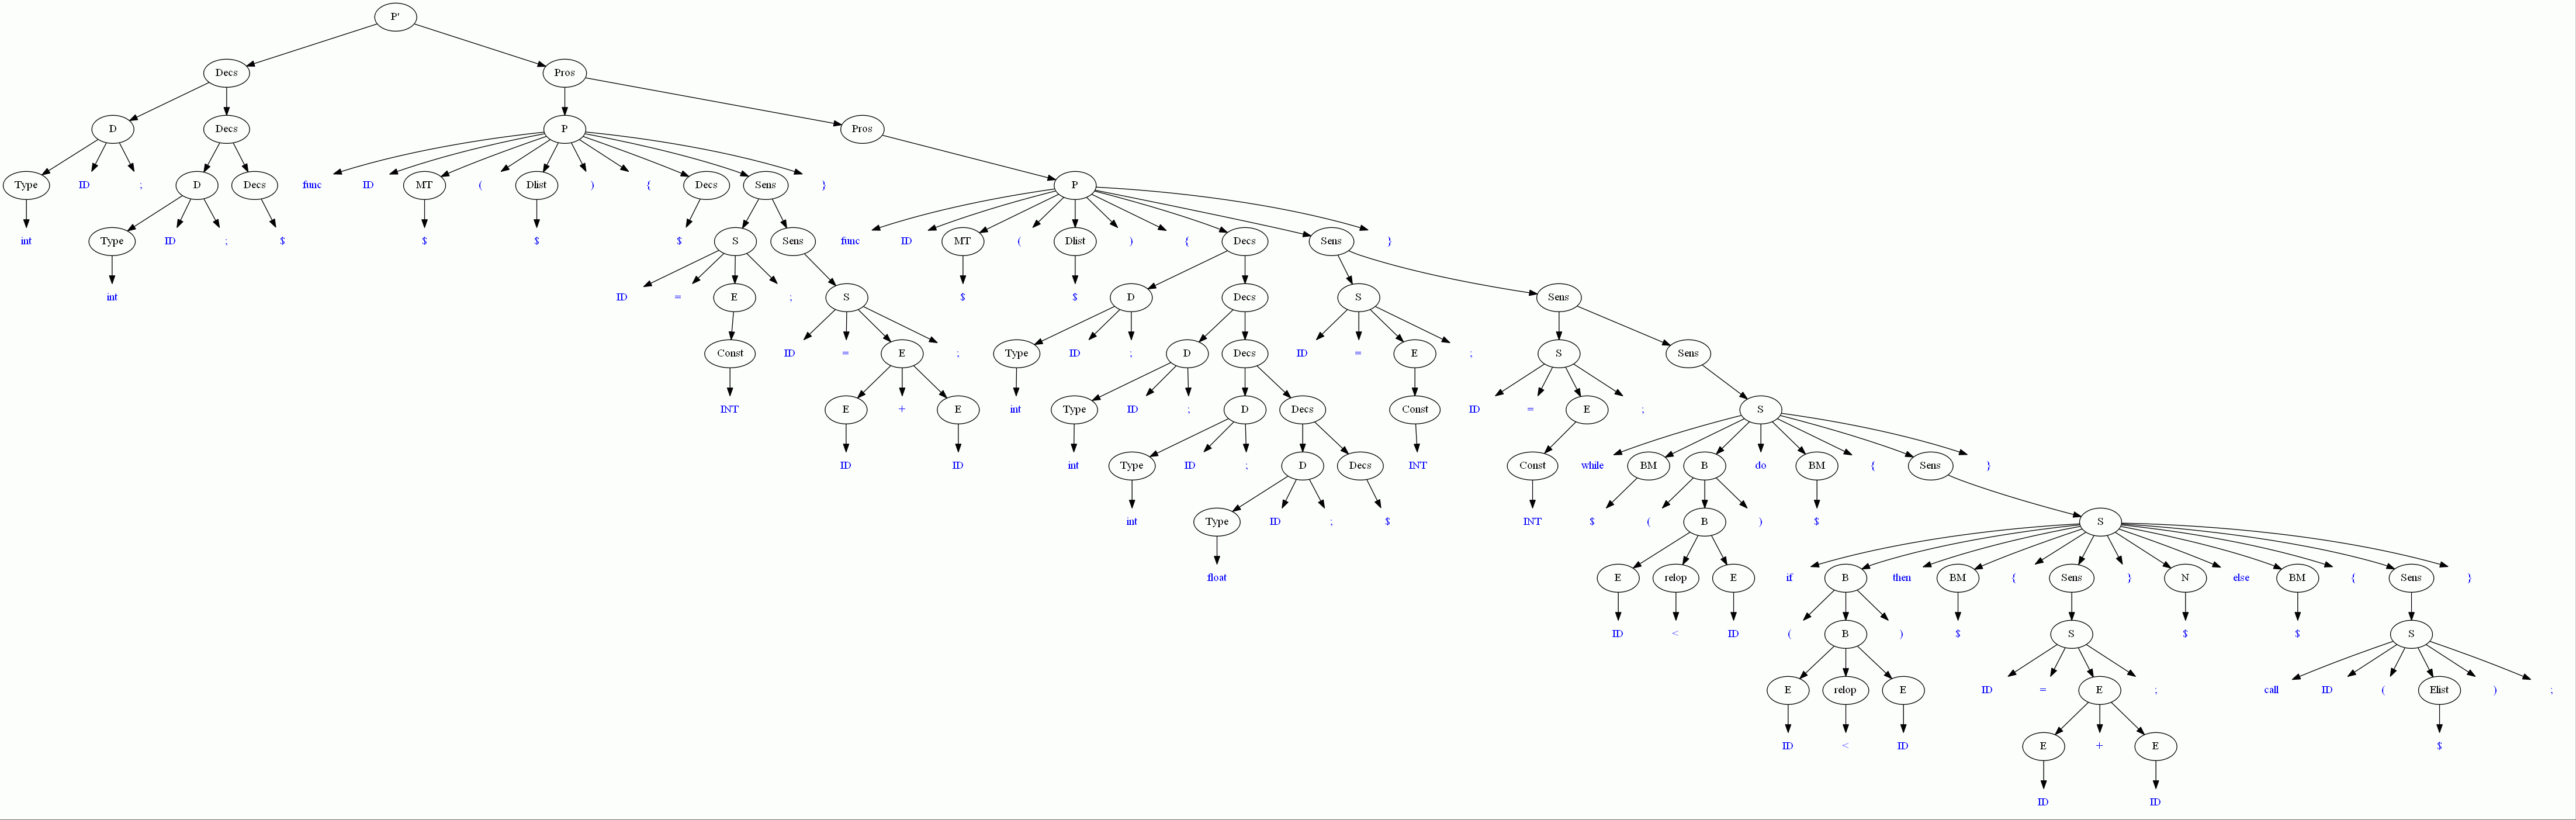 P'
Decs Pros
D Decs P Pros
Type ID ; D Decs func ID MT ( Dlist ) { Decs Sens } P
int Type ID ; $ $ $ $ S Sens func ID MT ( Dlist ) { Decs Sens }
int ID = E ; S $ $ D Decs S Sens
Const ID = E ; Type ID ; D Decs ID = E ; S Sens
INT E + E int Type ID ; D Decs Const ID = E ; S
ID ID int Type ID ; D Decs INT Const while BM B do BM { Sens }
int Type ID ; $ INT $ ( B ) $ S
float E relop E if B then BM { Sens } N else BM { Sens }
ID < ID ( B ) $ S $ $ S
E relop E ID = E ; call ID ( Elist ) ;
ID < ID E + E $
ID ID